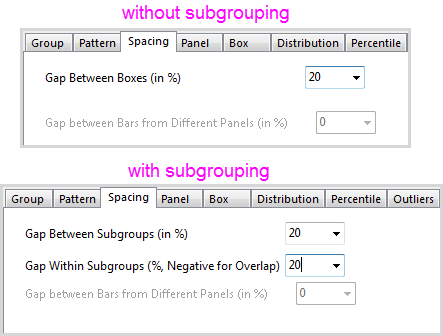 without subgrouping
Group Pattern Spacing Panel Box Distribution Percentile
Gap Between Boxes (in %) 20
Gap between Bars from Different Panels (in %) 0
with subgrouping
Group Pattern Spacing Panel Box Distribution Percentile Outliers
Gap Between Subgroups (in %) 20
Gap Within Subgroups (%, Negative for Overlap) 20
Gap between Bars from Different Panels (in %) 0